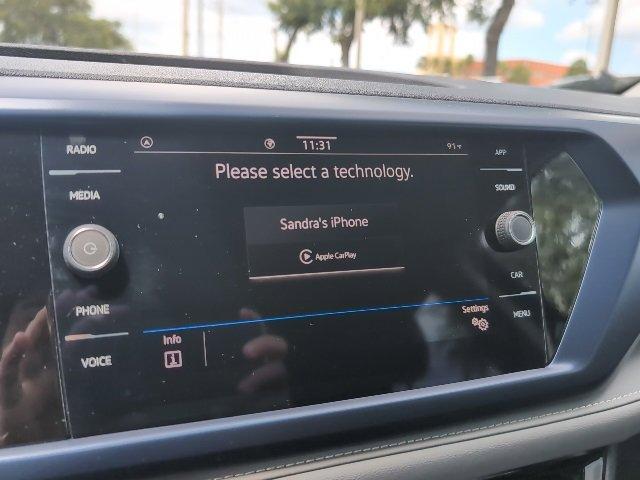 RADIO
MEDIA
PHONE
VOICE
11:31
91°F
Please select a technology.
Sandra's iPhone
Apple CarPlay
Info
Settings
APP
SOUND
CAR
MENU